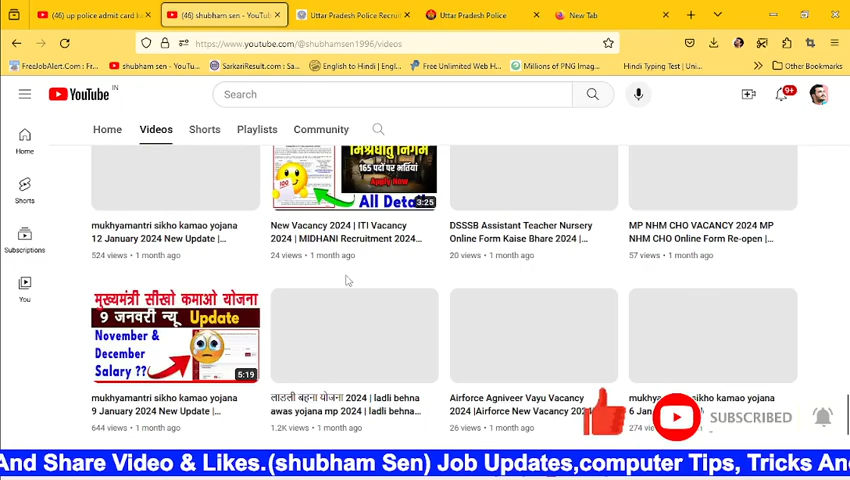 (46) up police admit card k
(46) shubham sen - YouTu
Uttar Pradesh Police Recrui
Uttar Pradesh Police
New Tab
https://www.youtube.com/@shubhamsen1996/videos
FreeJobAlert.Com : Fr...
shubham sen - YouTu...
SarkariResult.com : Sa...
English to Hindi | Engl...
Free Unlimited Web H...
Millions of PNG Imag...
Hindi Typing Test | Uni...
Other Bookmarks
YouTube IN
Search
9+
Home
Videos
Shorts
Playlists
Community
Home
Shorts
Subscriptions
You
मिश्रधातु निगम
165 पदों पर भर्तियां
Apply Now
100
All Detai
3:25
mukhyamantri sikho kamao yojana
12 January 2024 New Update |...
524 views • 1 month ago
New Vacancy 2024 | ITI Vacancy
2024 | MIDHANI Recruitment 2024...
24 views • 1 month ago
DSSSB Assistant Teacher Nursery
Online Form Kaise Bhare 2024 |...
20 views • 1 month ago
MP NHM CHO VACANCY 2024 MP
NHM CHO Online Form Re-open |...
57 views • 1 month ago
मुख्यमंत्री सीखो कमाओ योजना
9 जनवरी न्यू Update
November &
December
Salary ??
5:19
mukhyamantri sikho kamao yojana
9 January 2024 New Update |...
644 views • 1 month ago
लाडली बहना योजना 2024 | ladli behna
awas yojana mp 2024 | ladli behna...
1.2K views • 1 month ago
Airforce Agniveer Vayu Vacancy
2024 |Airforce New Vacancy 202
26 views • 1 month ago
sikho kamao yojana
6 Jan
274
SUBSCRIBED
And Share Video & Likes.(shubham Sen) Job Updates,computer Tips, Tricks And